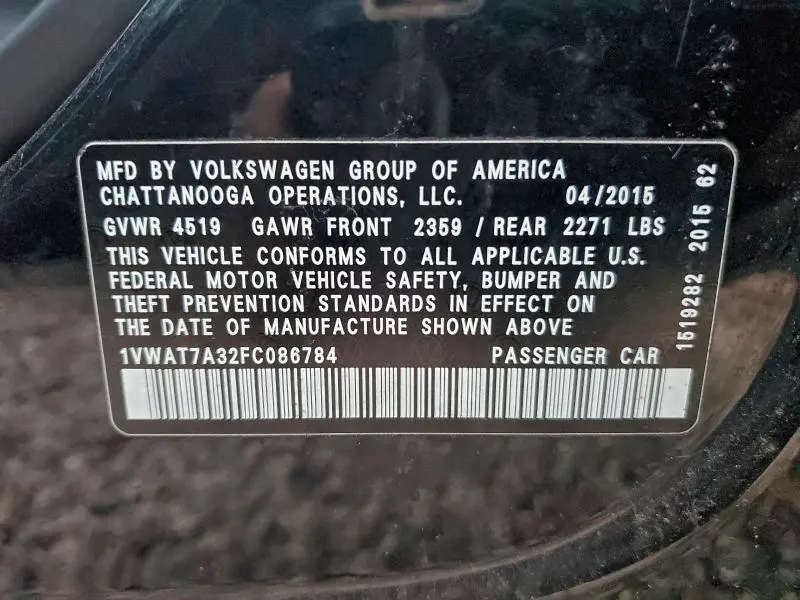 MFD BY VOLKSWAGEN GROUP OF AMERICA
CHATTANOOGA OPERATIONS, LLC. 04/2015
GVWR 4519 GAWR FRONT 2359 / REAR 2271 LBS
THIS VEHICLE CONFORMS TO ALL APPLICABLE U.S.
FEDERAL MOTOR VEHICLE SAFETY, BUMPER AND
THEFT PREVENTION STANDARDS IN EFFECT ON
THE DATE OF MANUFACTURE SHOWN ABOVE
1VWAT7A32FC086784 PASSENGER CAR
1519282 2015 62